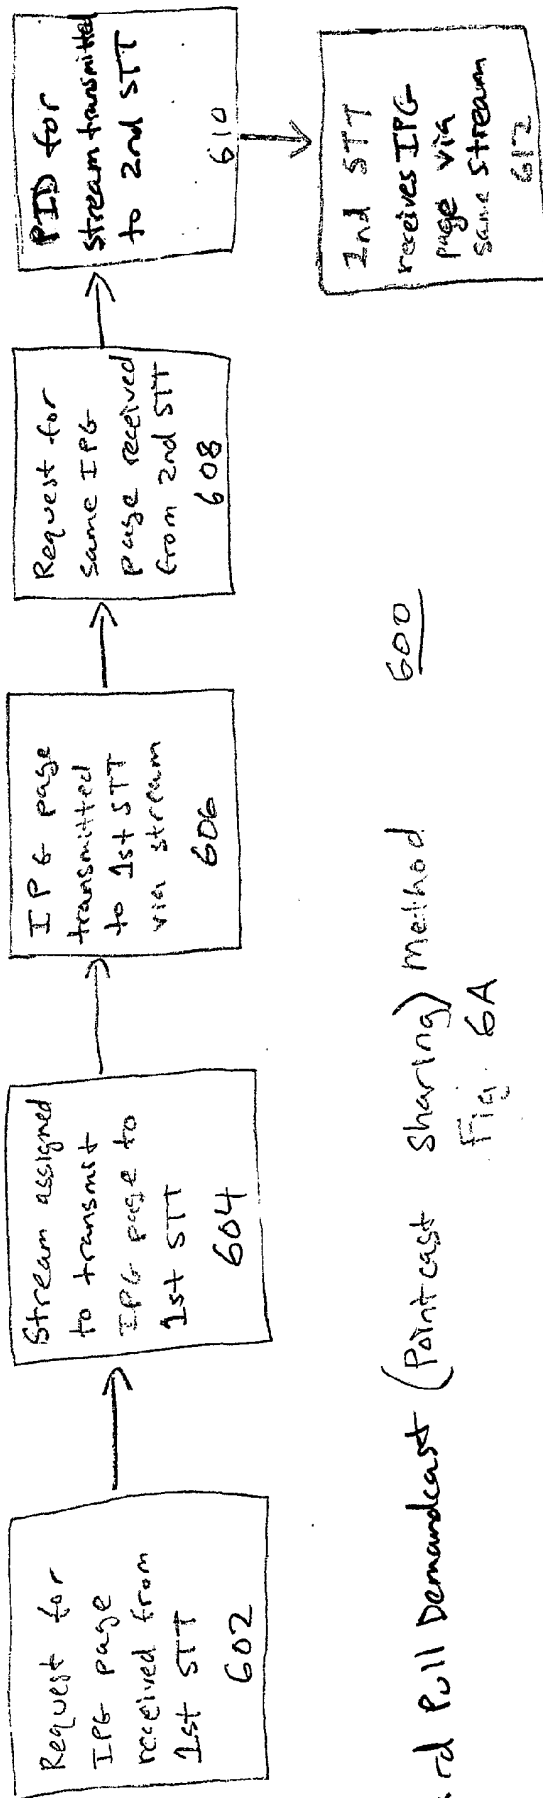 Request for
IPG page
received from
1st STT
602
Stream assigned
to transmit
IPG page to
1st STT
604
IPG page
transmitted
to 1st STT
via stream
606
Request for
same IPG
page received
from 2nd STT
608
PID for
stream transmitted
to 2nd STT
610
2nd STT
receives IPG
page via
same stream
612
600
rd Pull Demandcast (Pointcast sharing) Method
Fig. 6A